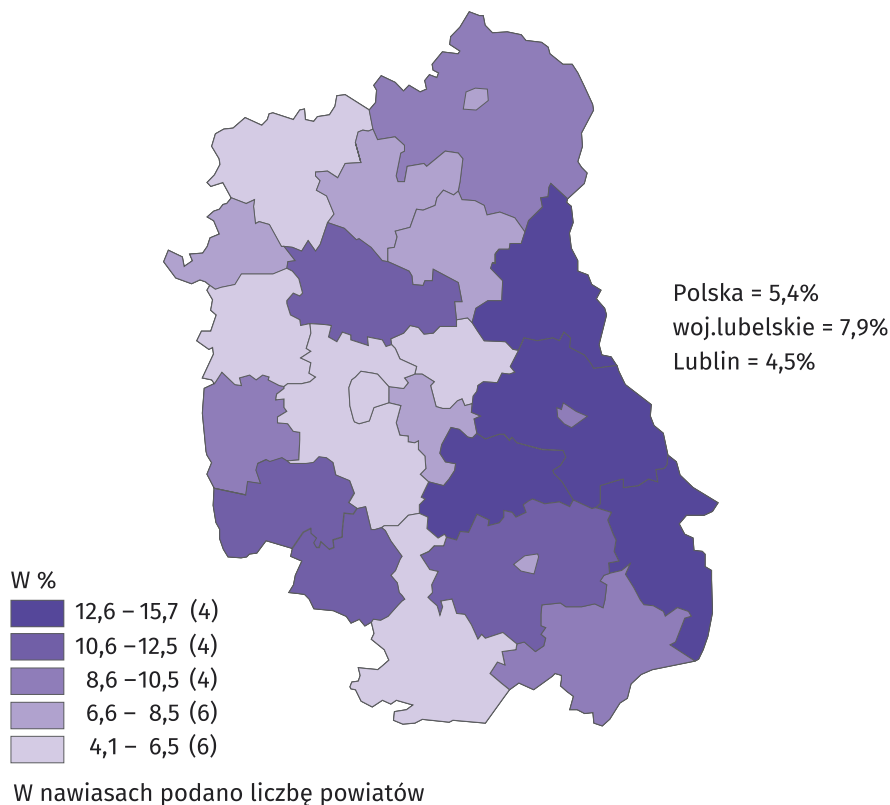 Polska = 5,4%
woj.lubelskie = 7,9%
Lublin = 4,5%
W %
12,6 – 15,7 (4)
10,6 – 12,5 (4)
8,6 – 10,5 (4)
6,6 – 8,5 (6)
4,1 – 6,5 (6)
W nawiasach podano liczbę powiatów